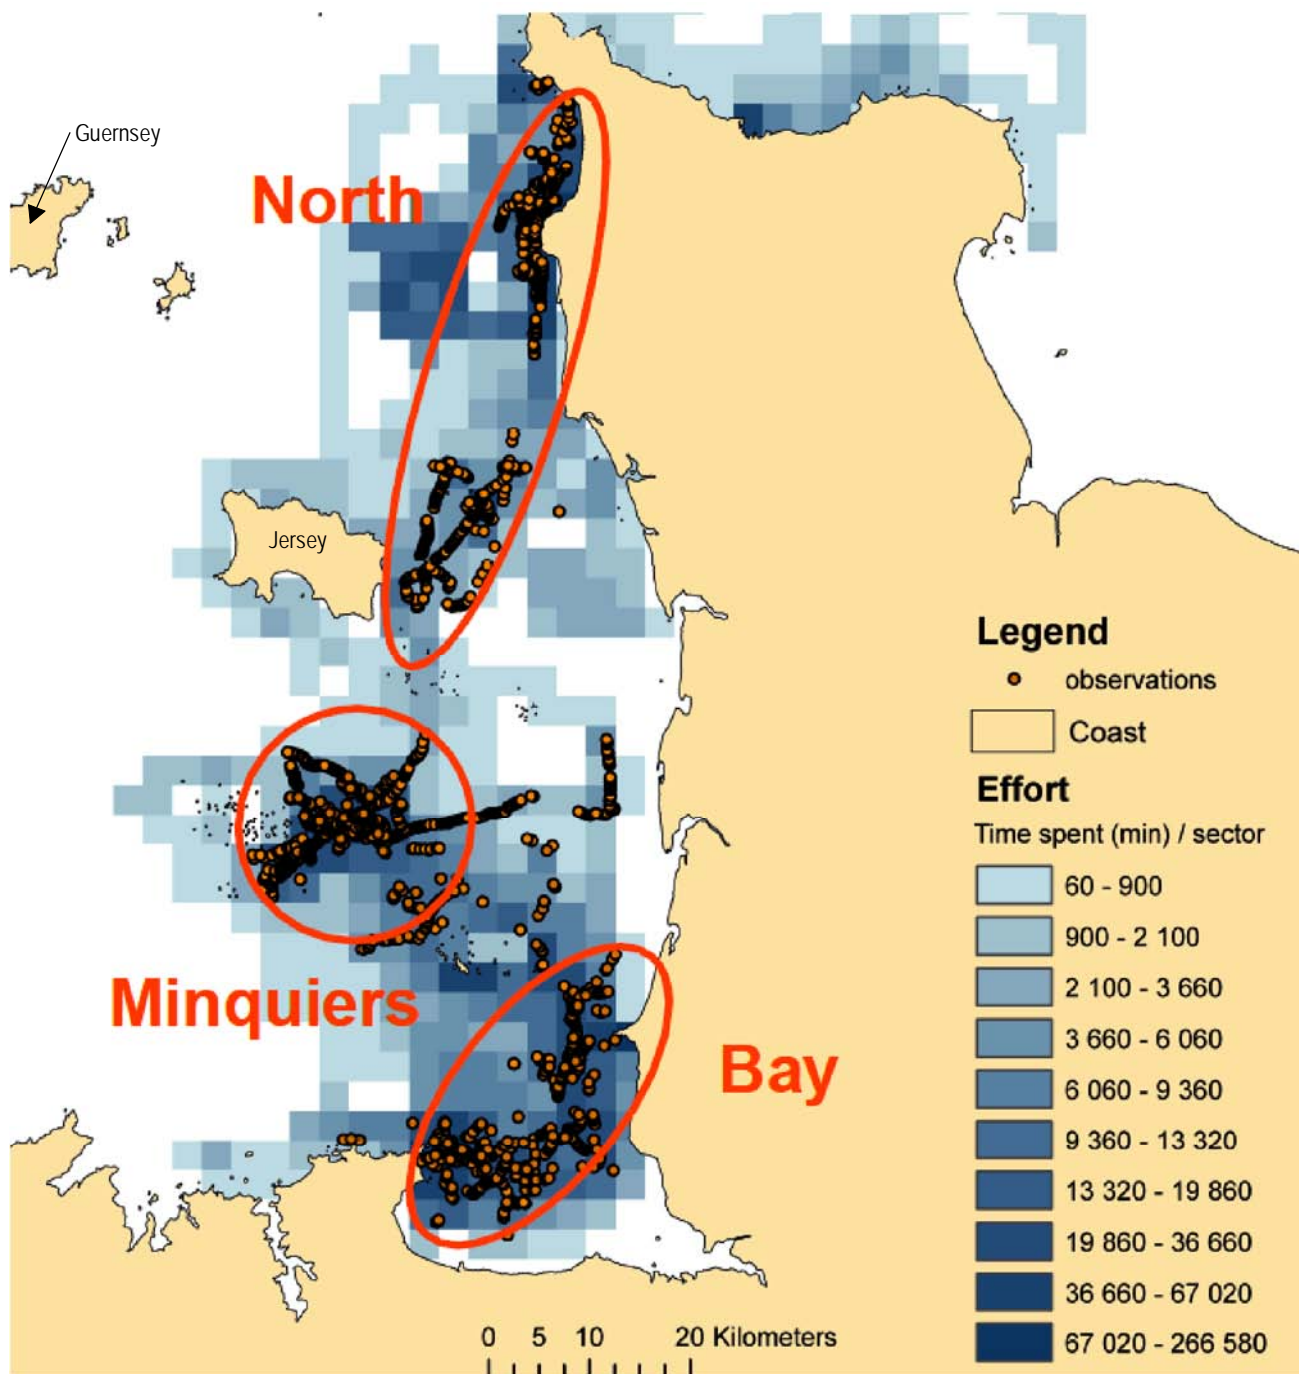 Guernsey
North
Jersey
Minquiers
Bay
Legend
observations
Coast
Effort
Time spent (min) / sector
60 - 900
900 - 2 100
2 100 - 3 660
3 660 - 6 060
6 060 - 9 360
9 360 - 13 320
13 320 - 19 860
19 860 - 36 660
36 660 - 67 020
67 020 - 266 580
0 5 10 20 Kilometers